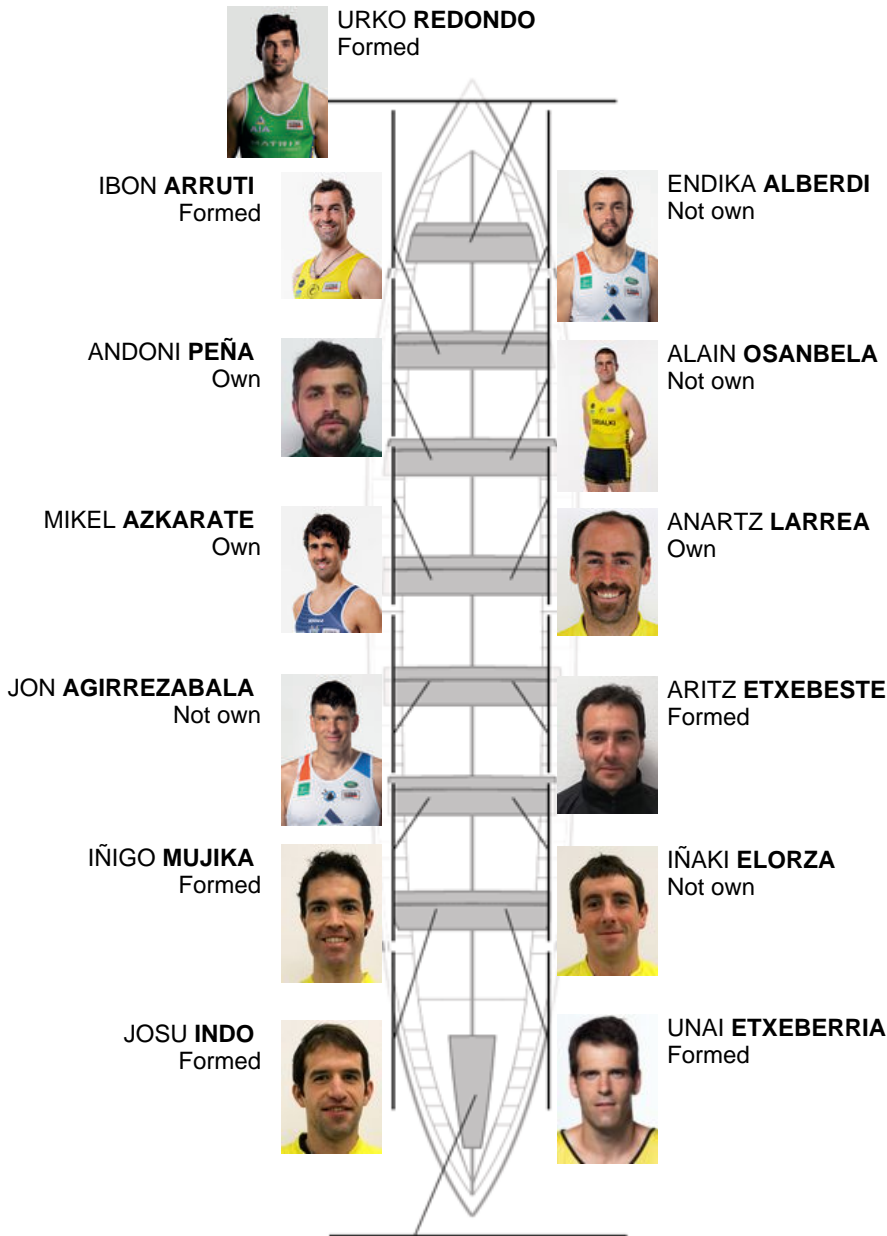 URKO REDONDO
Formed
AIA
MATRIX
IBON ARRUTI
Formed
ENDIKA ALBERDI
Not own
ANDONI PEÑA
Own
ALAIN OSANBELA
Not own
MIKEL AZKARATE
Own
ANARTZ LARREA
Own
JON AGIRREZABALA
Not own
ARITZ ETXEBESTE
Formed
IÑIGO MUJIKA
Formed
IÑAKI ELORZA
Not own
JOSU INDO
Formed
UNAI ETXEBERRIA
Formed